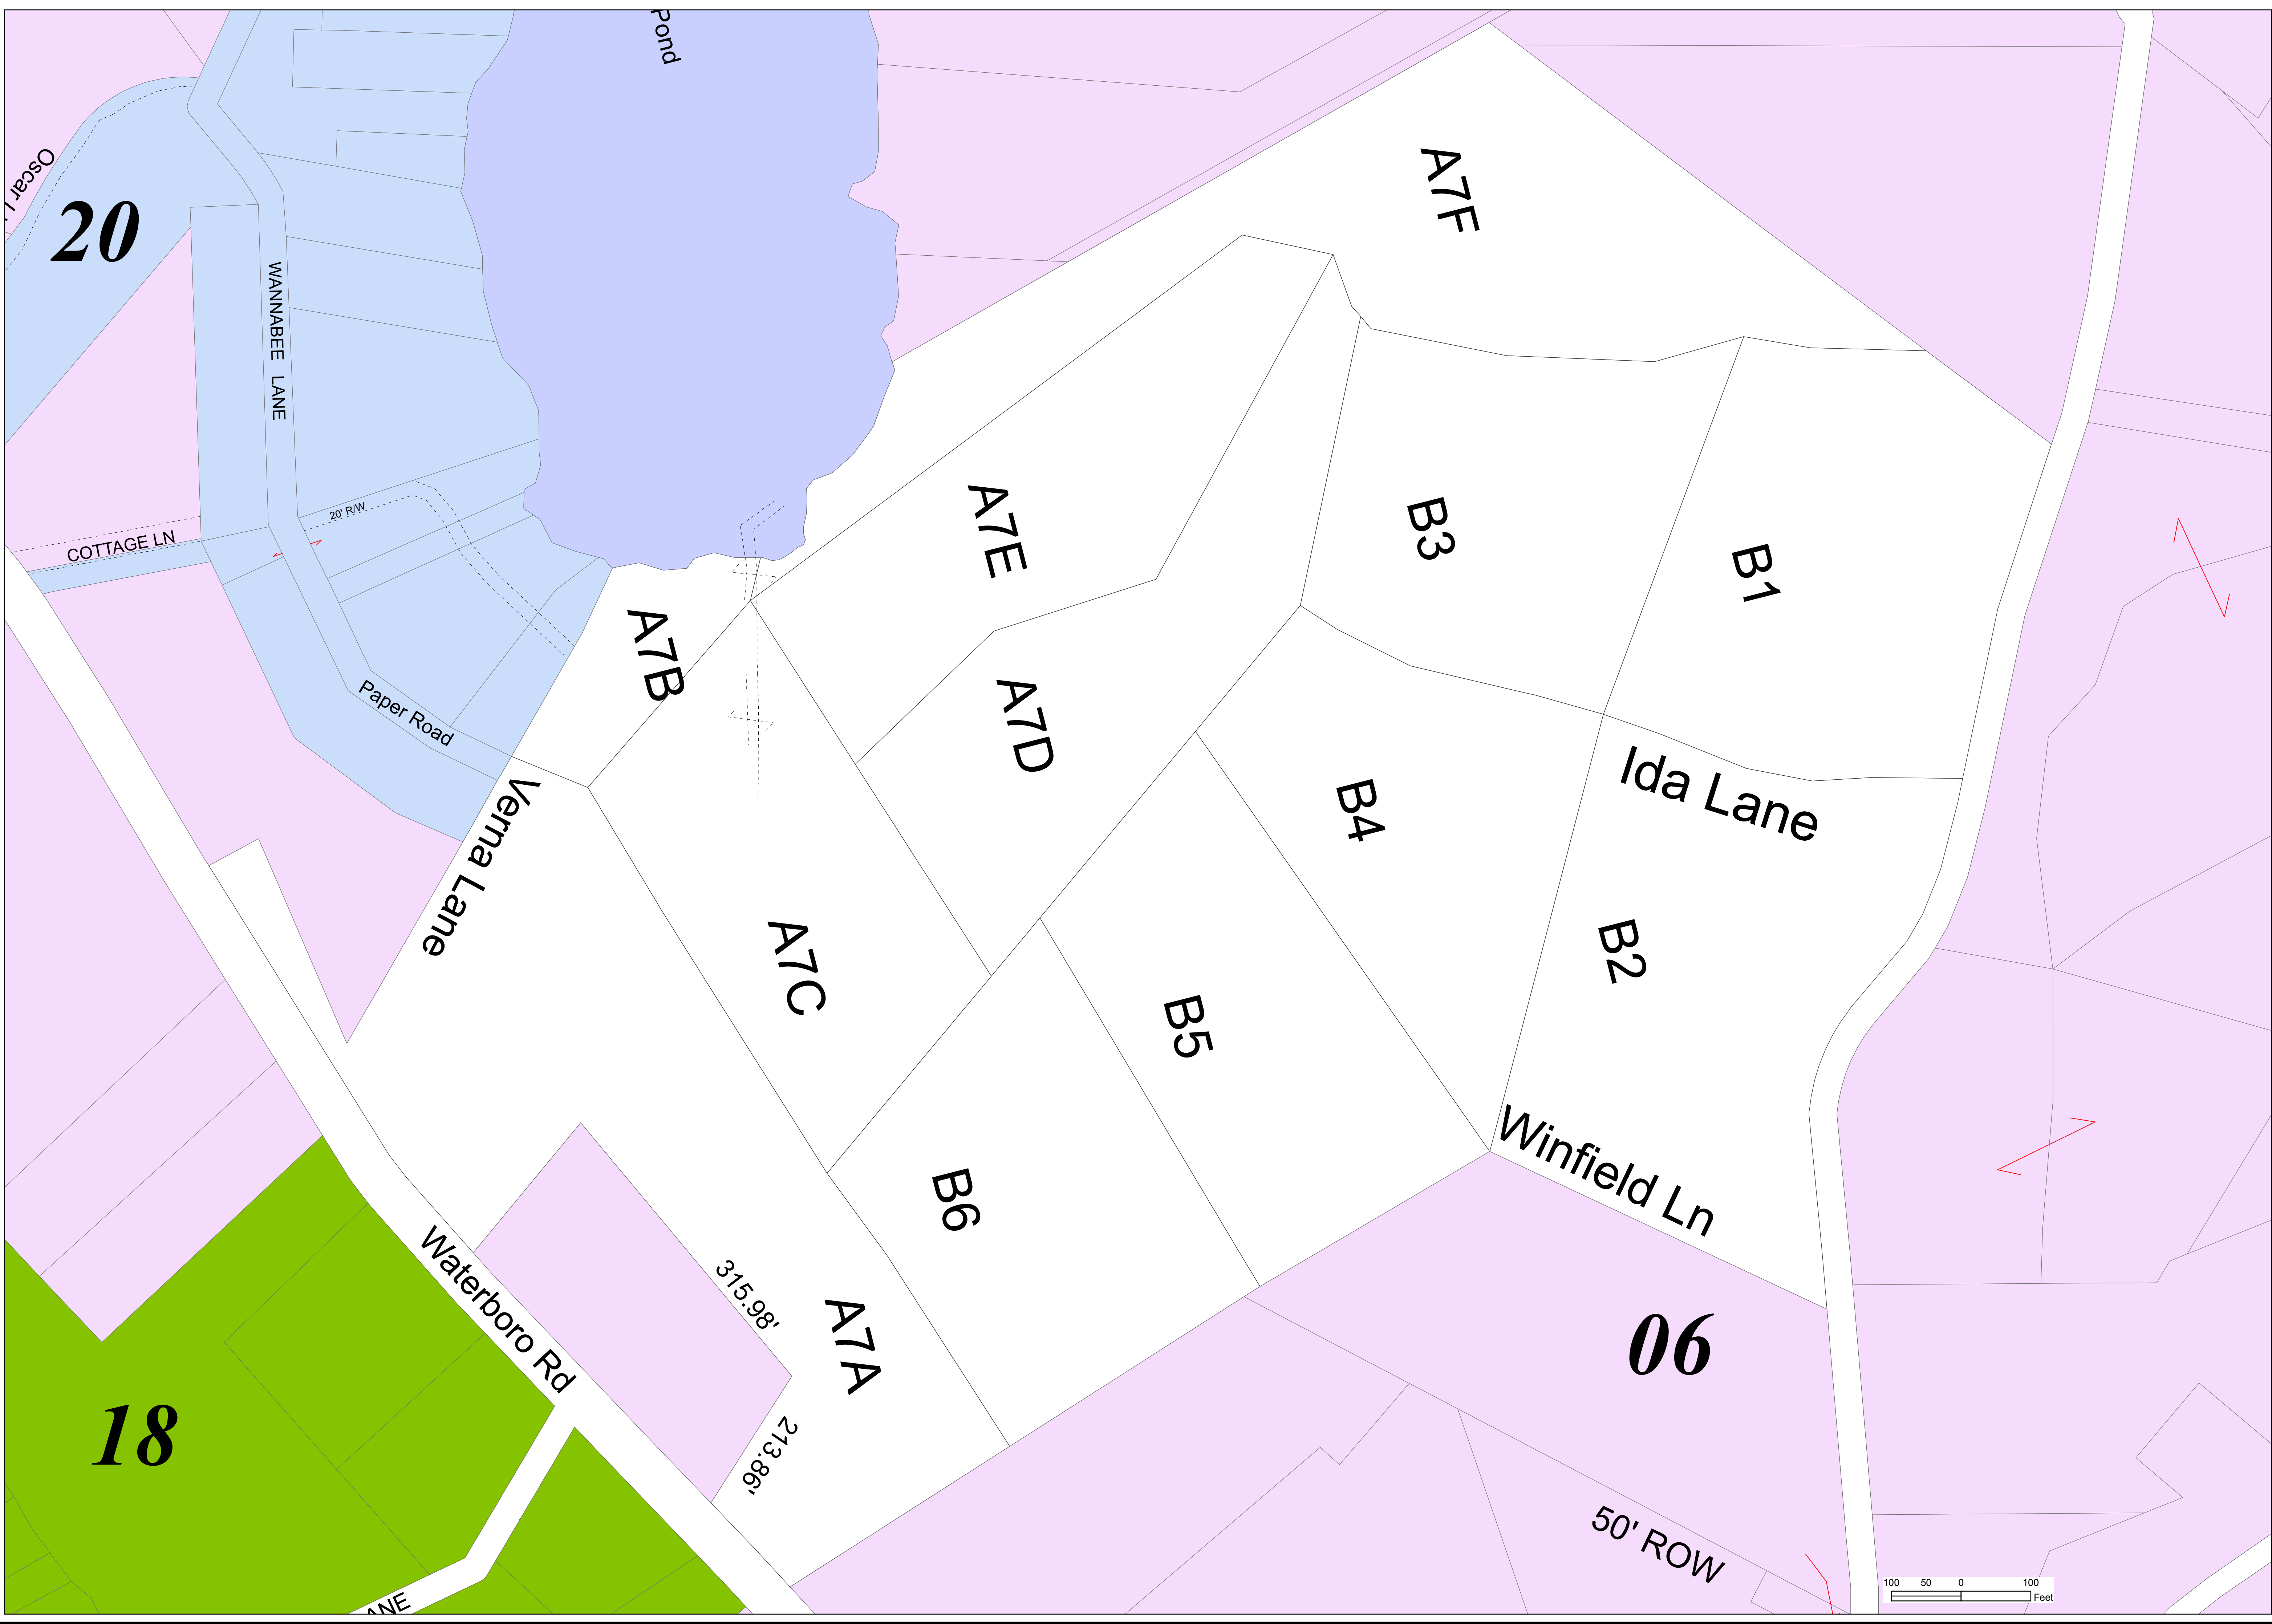 Pond
Oscar L
20
WANNABEE LANE
A7F
20' R/W
COTTAGE LN
A7E
B3
B1
A7B
Paper Road
A7D
Verna Lane
B4
Ida Lane
A7C
B2
B5
Winfield Ln
B6
Waterboro Rd
315.98'
A7A
06
18
213.86'
50' ROW
ANE
100 50 0 100
Feet